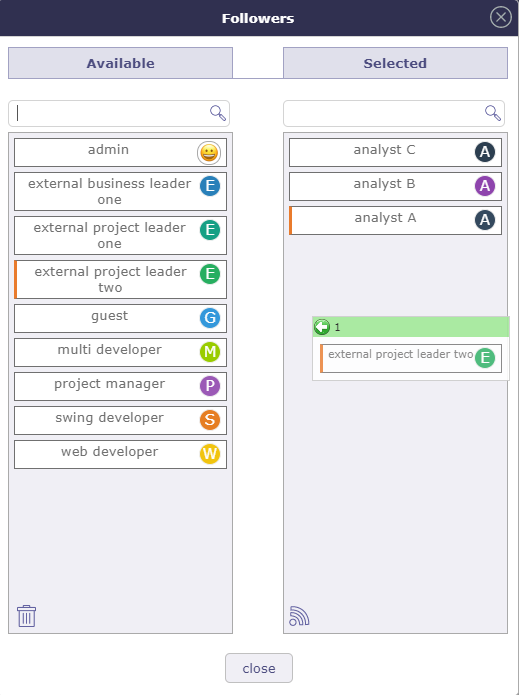 Followers
Available
Selected
admin
external business leader
one
E
external project leader
one
E
external project leader
two
E
guest
G
multi developer
M
project manager
P
swing developer
S
web developer
W
analyst C
A
analyst B
A
analyst A
A
1
external project leader two
E
close